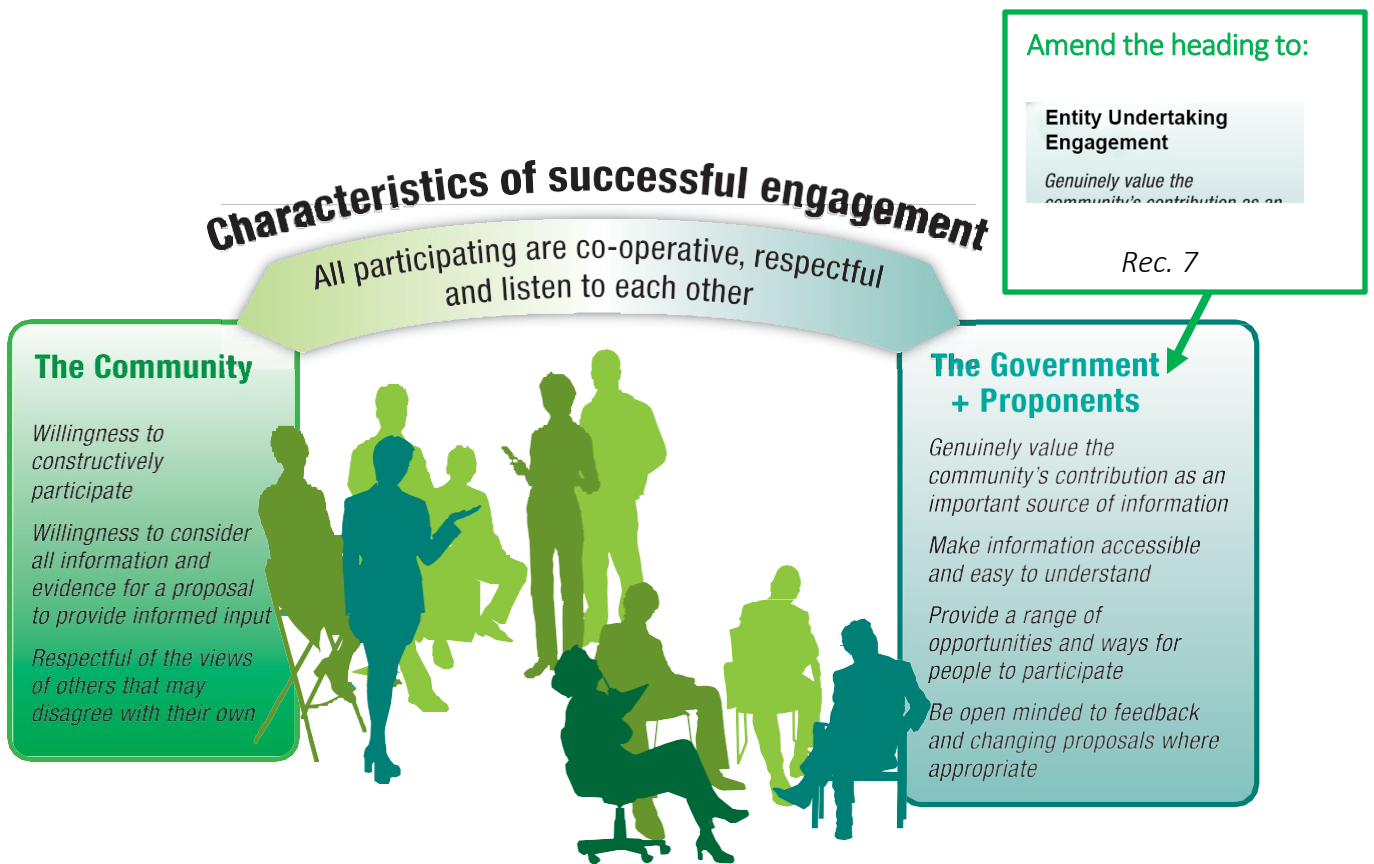 Amend the heading to:
Entity Undertaking
Engagement
Genuinely value the
community's contribution as an
Rec. 7
Characteristics of successful engagement
All participating are co-operative, respectful
and listen to each other
The Community
Willingness to
constructively
participate
Willingness to consider
all information and
evidence for a proposal
to provide informed input
Respectful of the views
of others that may
disagree with their own
The Government
+ Proponents
Genuinely value the
community's contribution as an
important source of information
Make information accessible
and easy to understand
Provide a range of
opportunities and ways for
people to participate
Be open minded to feedback
and changing proposals where
appropriate